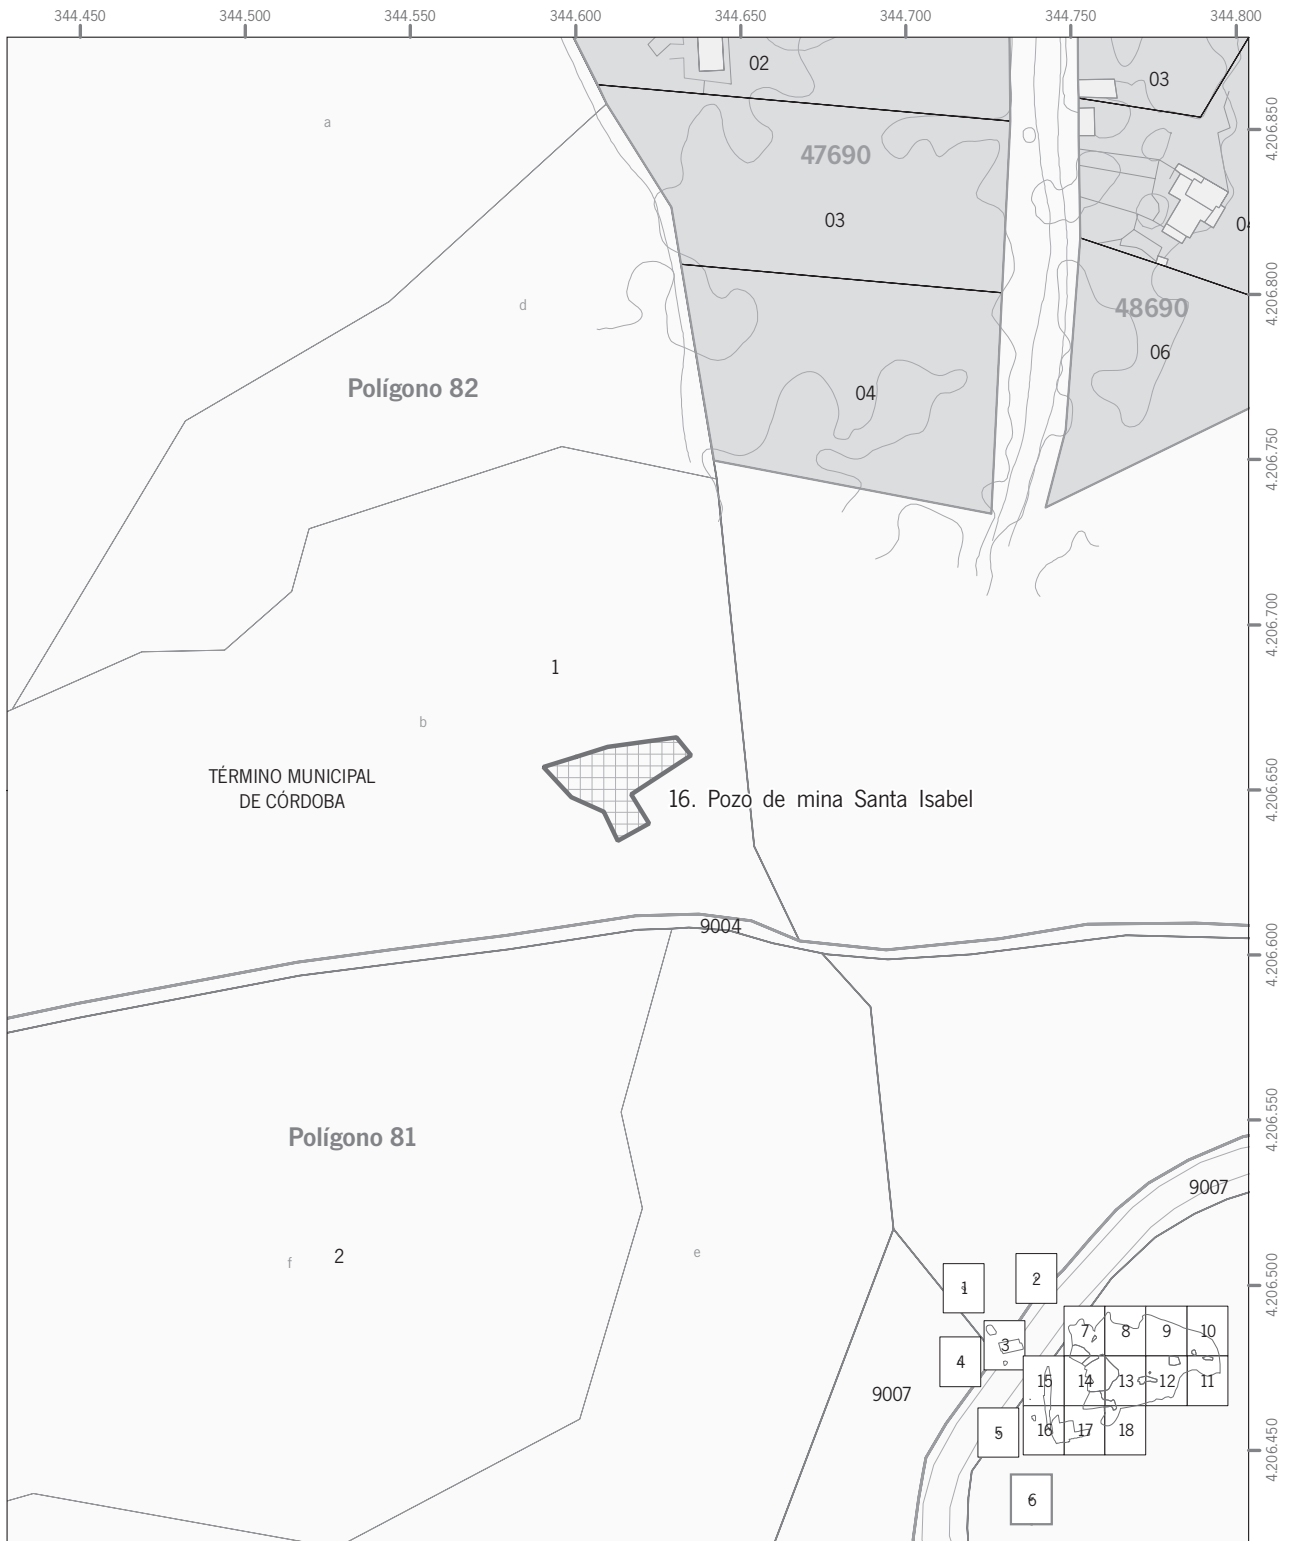 344.450 344.500 344.550 344.600 344.650 344.700 344.750 344.800
02
03
4.206.850
a
47690
03
04
4.206.800
d
48690
06
Polígono 82
04
4.206.750
4.206.700
1
b
TÉRMINO MUNICIPAL
DE CÓRDOBA
16. Pozo de mina Santa Isabel
4.206.650
9004
4.206.600
4.206.550
Polígono 81
9007
f 2
e
4.206.500
1 2
3
4
7 8 9 10
15 14 13 12 11
9007
5
16 17 18
4.206.450
6